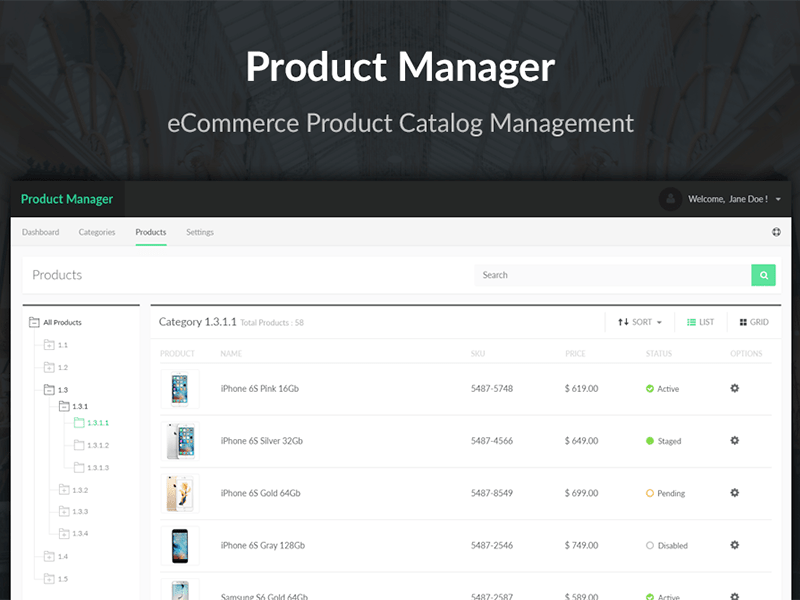 Product Manager
eCommerce Product Catalog Management
Product Manager
Welcome, Jane Doe !
Dashboard Categories Products Settings
Products
Search
All Products
1.1
1.2
1.3
1.3.1
1.3.1.1
1.3.1.2
1.3.1.3
1.3.2
1.3.3
1.3.4
1.4
1.5
Category 1.3.1.1 Total Products : 58
SORT LIST GRID
PRODUCT NAME SKU PRICE STATUS OPTIONS
iPhone 6S Pink 16Gb 5487-5748 $ 619.00 Active
iPhone 6S Silver 32Gb 5487-4566 $ 649.00 Staged
iPhone 6S Gold 64Gb 5487-8549 $ 699.00 Pending
iPhone 6S Gray 128Gb 5487-2546 $ 749.00 Disabled
Samsung S6 Gold 64Gb 5487-2587 $ 589.00 Active